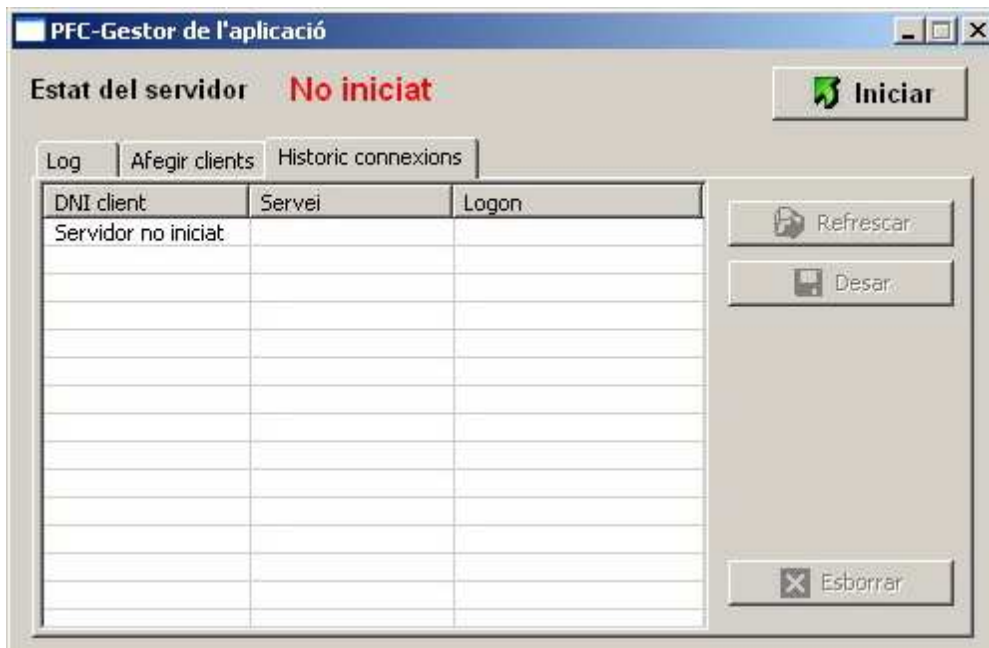 PFC-Gestor de l'aplicació
Estat del servidor No iniciat Iniciar
Log Afegir clients Historic connexions
DNI client Servei Logon
Servidor no iniciat
Refrescar
Desar
Esborrar